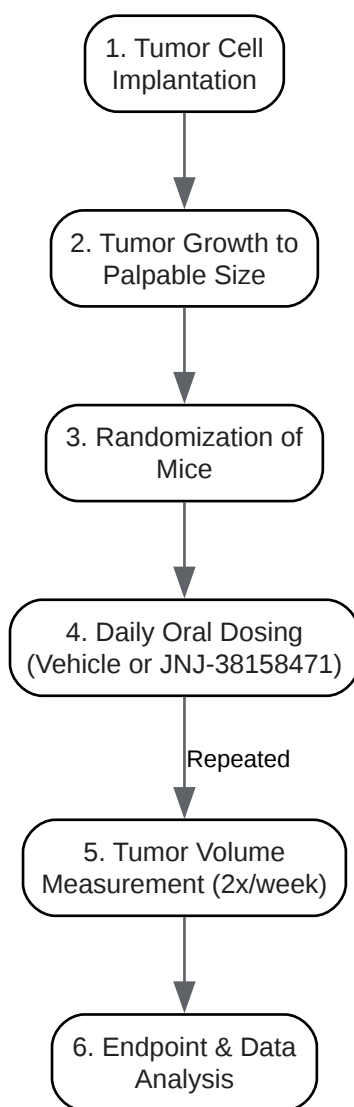 1. Tumor Cell
Implantation
2. Tumor Growth to
Palpable Size
3. Randomization of
Mice
4. Daily Oral Dosing
(Vehicle or JNJ-38158471)
Repeated
5. Tumor Volume
Measurement (2x/week)
6. Endpoint & Data
Analysis